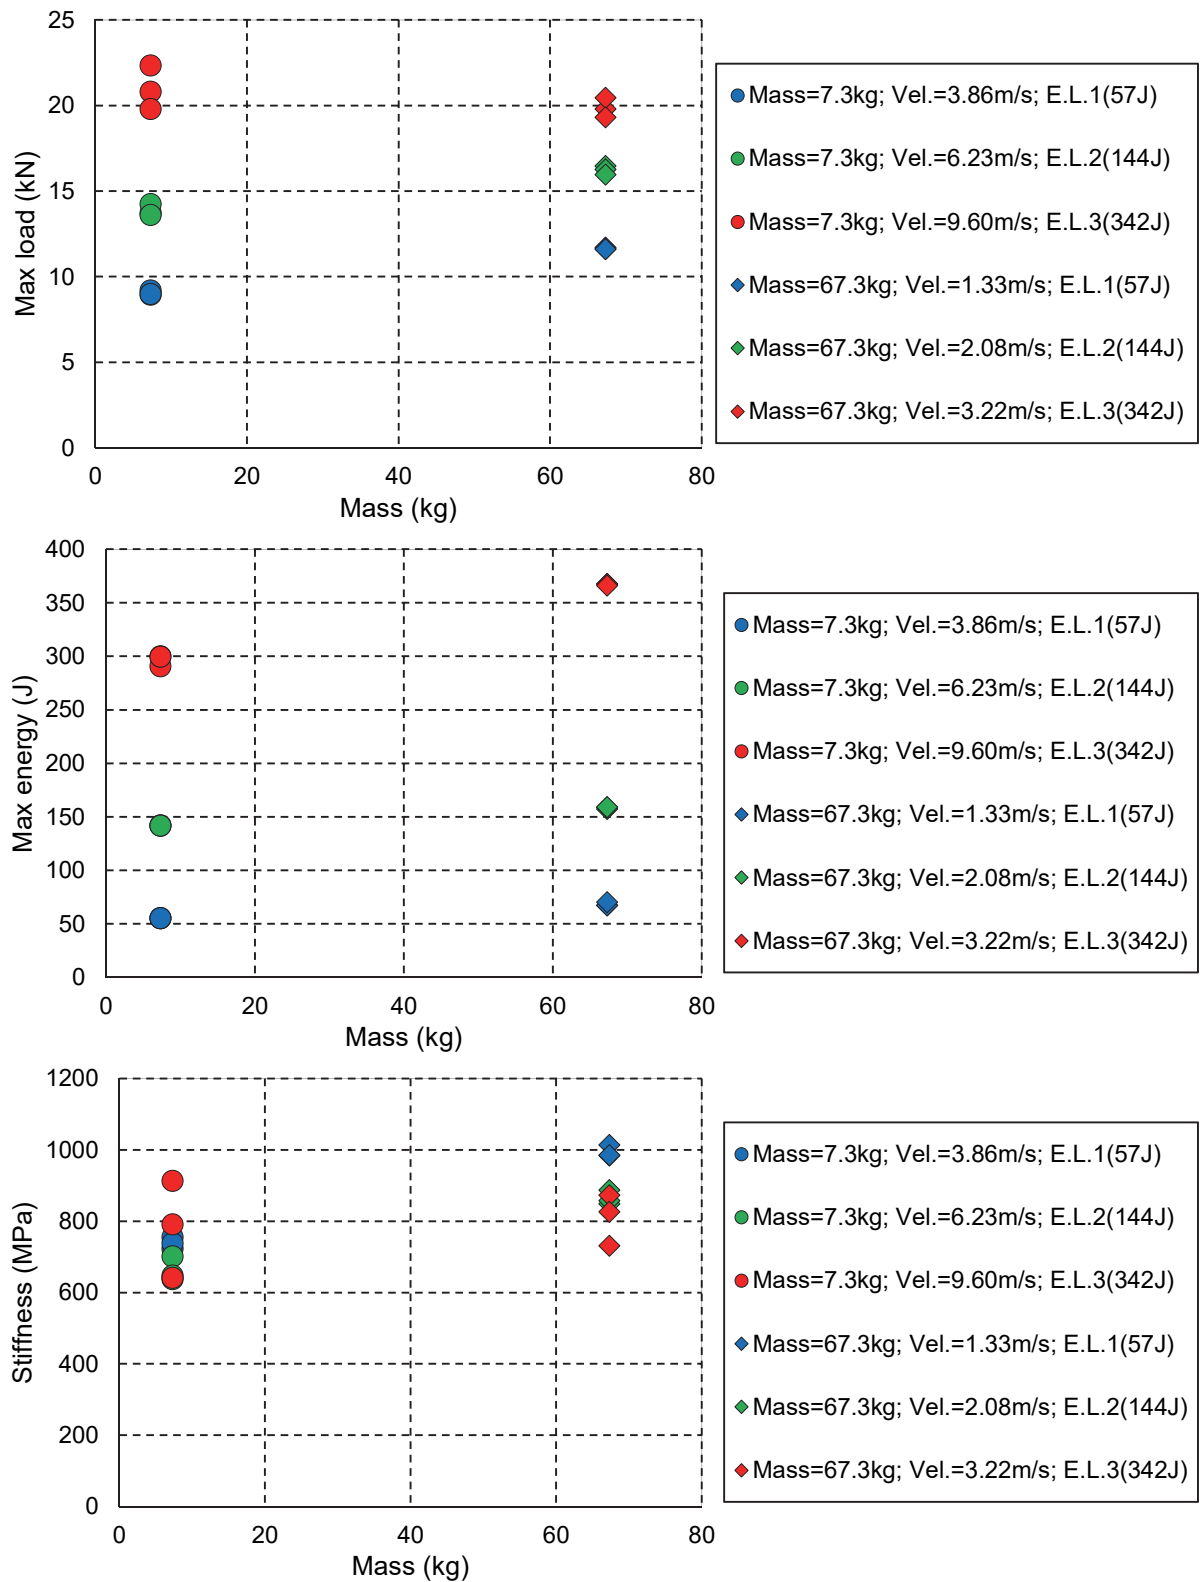 25
20
15
10
5
0
Max load (kN)
0 20 40 60 80
Mass (kg)
Mass=7.3kg; Vel.=3.86m/s; E.L.1(57J)
Mass=7.3kg; Vel.=6.23m/s; E.L.2(144J)
Mass=7.3kg; Vel.=9.60m/s; E.L.3(342J)
Mass=67.3kg; Vel.=1.33m/s; E.L.1(57J)
Mass=67.3kg; Vel.=2.08m/s; E.L.2(144J)
Mass=67.3kg; Vel.=3.22m/s; E.L.3(342J)
400
350
300
250
200
150
100
50
0
Max energy (J)
0 20 40 60 80
Mass (kg)
Mass=7.3kg; Vel.=3.86m/s; E.L.1(57J)
Mass=7.3kg; Vel.=6.23m/s; E.L.2(144J)
Mass=7.3kg; Vel.=9.60m/s; E.L.3(342J)
Mass=67.3kg; Vel.=1.33m/s; E.L.1(57J)
Mass=67.3kg; Vel.=2.08m/s; E.L.2(144J)
Mass=67.3kg; Vel.=3.22m/s; E.L.3(342J)
1200
1000
800
600
400
200
0
Stiffness (MPa)
0 20 40 60 80
Mass (kg)
Mass=7.3kg; Vel.=3.86m/s; E.L.1(57J)
Mass=7.3kg; Vel.=6.23m/s; E.L.2(144J)
Mass=7.3kg; Vel.=9.60m/s; E.L.3(342J)
Mass=67.3kg; Vel.=1.33m/s; E.L.1(57J)
Mass=67.3kg; Vel.=2.08m/s; E.L.2(144J)
Mass=67.3kg; Vel.=3.22m/s; E.L.3(342J)